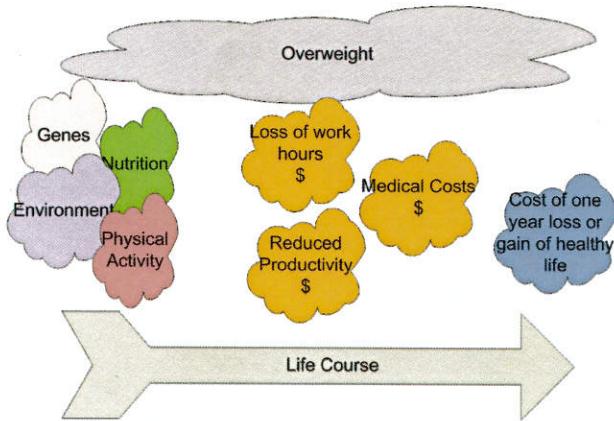 Overweight
Genes
Nutrition
Environment
Physical
Activity
Loss of work
hours
$
Medical Costs
$
Reduced
Productivity
$
Cost of one
year loss or
gain of healthy
life
Life Course